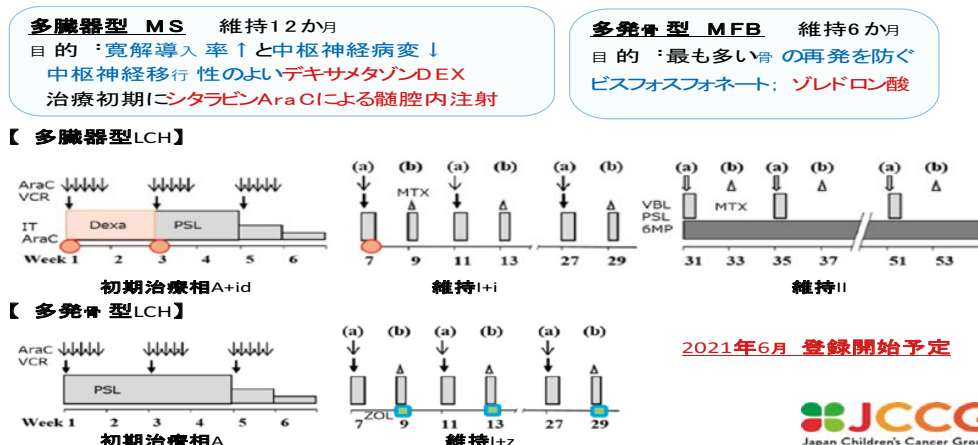 多臓器型 MS 維持12か月
目的:寛解導入率↑と中枢神経病変↓
中枢神経移行性のよいデキサメタゾンDEX
治療初期にシタラビンAraCによる髄腔内注射
多発骨型 MFB 維持6か月
目的:最も多い骨の再発を防ぐ
ビスフォスフォネート; ゾレドロン酸
【 多臓器型LCH】
(a) (b) (a) (b) (a) (b)
(a) (b) (a) (b) (a) (b)
AraC
VCR
MTX
VBL
PSL
6MP
MTX
IT
AraC
Dexa
PSL
Week 1 2 3 4 5 6
7 9 11 13 27 29
31 33 35 37 51 53
初期治療相A+id
維持I+i
維持II
【 多発骨型LCH】
(a) (b) (a) (b) (a) (b)
AraC
VCR
PSL
ZOL
Week 1 2 3 4 5 6
7 9 11 13 27 29
初期治療相A
維持I+z
2021年6月 登録開始予定
JCCG
Japan Children's Cancer Grou